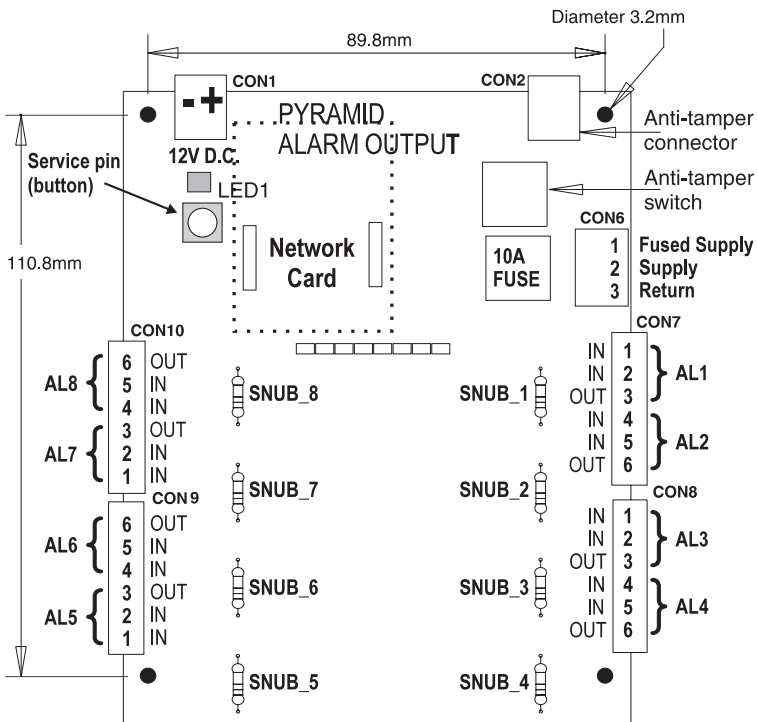 Diameter 3.2mm
89.8mm
CON1
CON2
- +
PYRAMID
ALARM OUTPUT
Anti-tamper
connector
12V D.C.
Service pin
(button)
LED1
Anti-tamper
switch
CON6
Network
Card
10A
FUSE
1 Fused Supply
2 Supply
3 Return
110.8mm
CON10
CON7
AL8
6 OUT
5 IN
4 IN
AL7
3 OUT
2 IN
1 IN
SNUB_8
SNUB_1
IN 1
IN 2
OUT 3
AL1
IN 4
IN 5
OUT 6
AL2
SNUB_7
SNUB_2
CON9
CON8
AL6
6 OUT
5 IN
4 IN
AL5
3 OUT
2 IN
1 IN
SNUB_6
SNUB_3
IN 1
IN 2
OUT 3
AL3
IN 4
IN 5
OUT 6
AL4
SNUB_5
SNUB_4